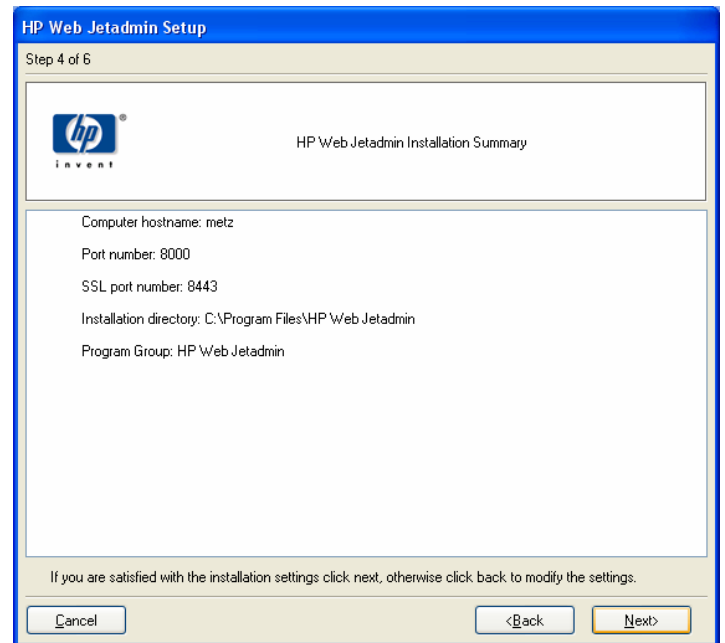 HP Web Jetadmin Setup
Step 4 of 6
hp
®
invent
HP Web Jetadmin Installation Summary
Computer hostname: metz
Port number: 8000
SSL port number: 8443
Installation directory: C:\Program Files\HP Web Jetadmin
Program Group: HP Web Jetadmin
If you are satisfied with the installation settings click next, otherwise click back to modify the settings.
Cancel
<Back
Next>